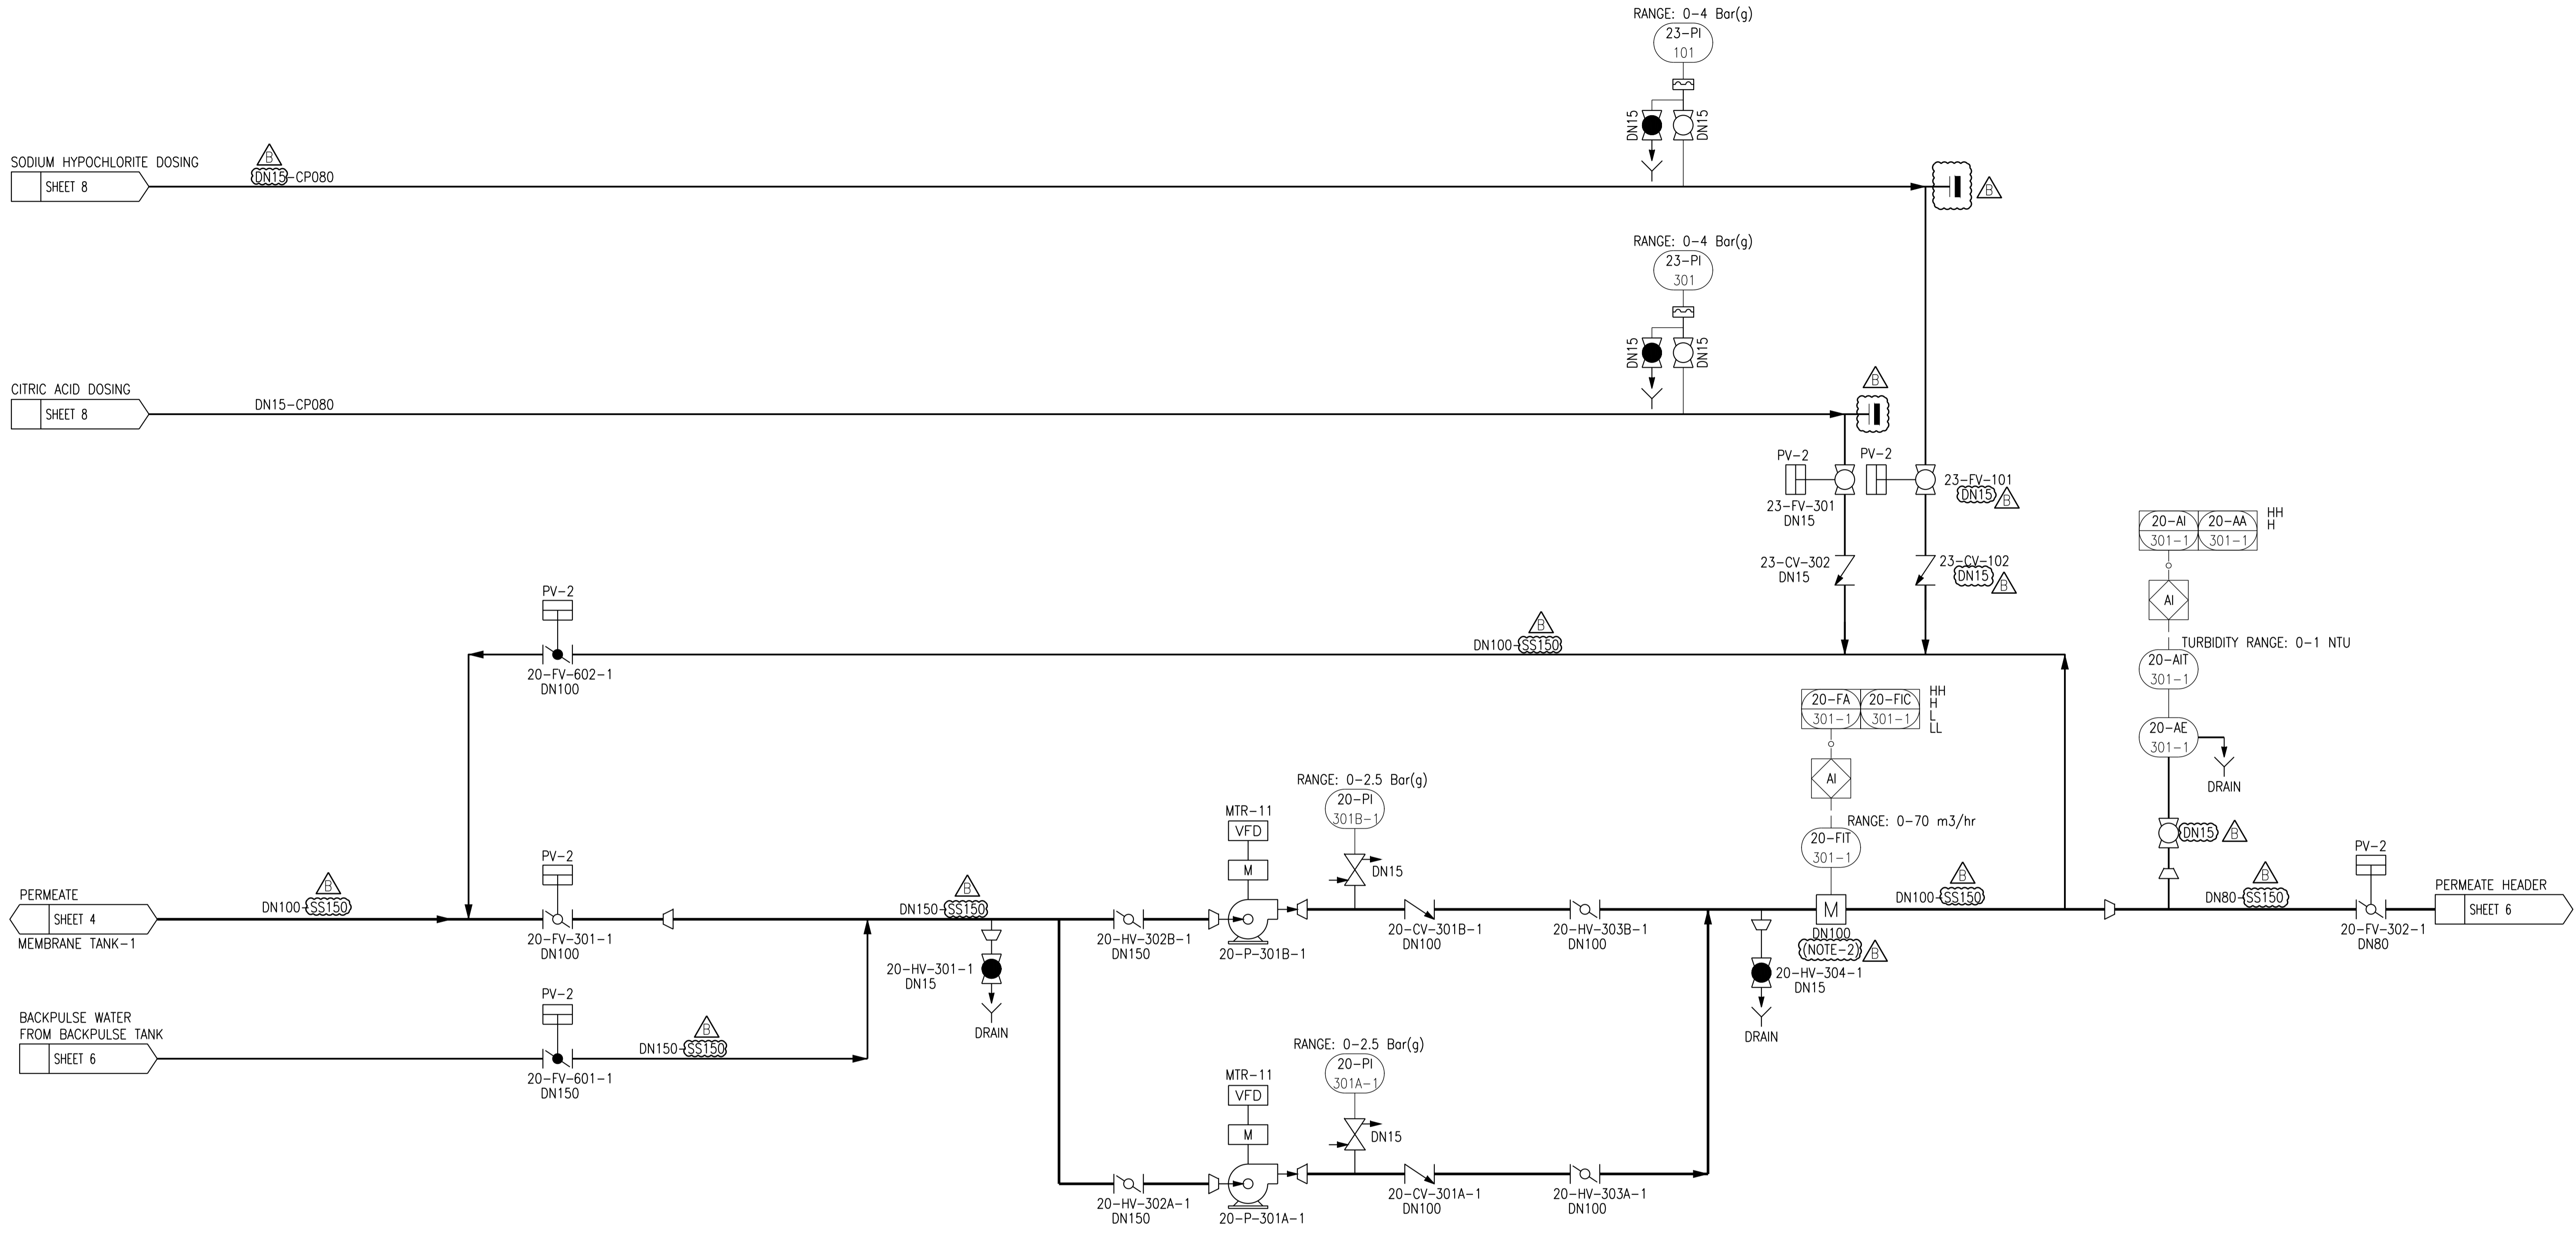 RANGE: 0-4 Bar(g)
23-PI
101
DN15
DN15
SODIUM HYPOCHLORITE DOSING
SHEET 8
B
DN15-CP080
B
RANGE: 0-4 Bar(g)
23-PI
301
DN15
DN15
CITRIC ACID DOSING
SHEET 8
DN15-CP080
B
PV-2
PV-2
23-FV-301
DN15
23-FV-101
DN15
B
23-CV-302
DN15
23-CV-102
DN15
B
20-AI
301-1
20-AA
301-1
HH
H
AI
TURBIDITY RANGE: 0-1 NTU
20-AIT
301-1
20-AE
301-1
DRAIN
DN15
B
PV-2
20-FV-602-1
DN100
B
DN100-SS150
20-FA
301-1
20-FIC
301-1
HH
H
L
LL
AI
RANGE: 0-70 m3/hr
20-FIT
301-1
RANGE: 0-2.5 Bar(g)
20-PI
301B-1
DN15
MTR-11
VFD
M
PERMEATE
SHEET 4
MEMBRANE TANK-1
B
DN100-SS150
PV-2
20-FV-301-1
DN100
B
DN150-SS150
20-HV-301-1
DN15
DRAIN
20-HV-302B-1
DN150
20-P-301B-1
20-CV-301B-1
DN100
20-HV-303B-1
DN100
M
DN100
(NOTE-2)
B
20-HV-304-1
DN15
DRAIN
B
DN100-SS150
B
DN80-SS150
PV-2
20-FV-302-1
DN80
PERMEATE HEADER
SHEET 6
BACKPULSE WATER
FROM BACKPULSE TANK
SHEET 6
PV-2
20-FV-601-1
DN150
B
DN150-SS150
RANGE: 0-2.5 Bar(g)
20-PI
301A-1
DN15
MTR-11
VFD
M
20-HV-302A-1
DN150
20-P-301A-1
20-CV-301A-1
DN100
20-HV-303A-1
DN100